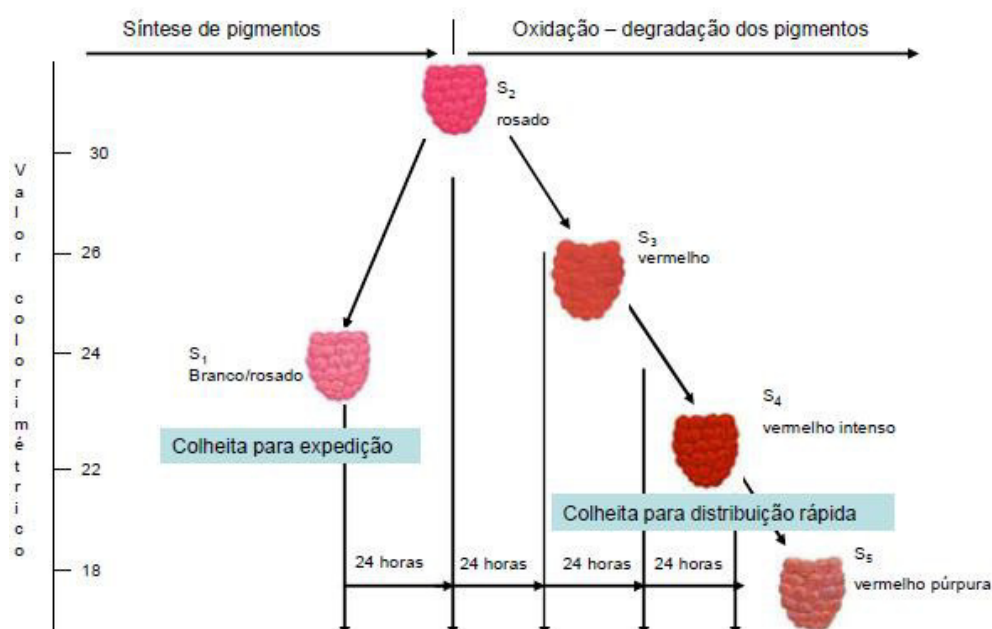 Síntese de pigmentos
Oxidação – degradação dos pigmentos
Valor colorimétrico
30
26
24
22
18
S2
rosado
S3
vermelho
S1
Branco/rosado
S4
vermelho intenso
Colheita para expedição
Colheita para distribuição rápida
24 horas
24 horas
24 horas
24 horas
S5
vermelho púrpura